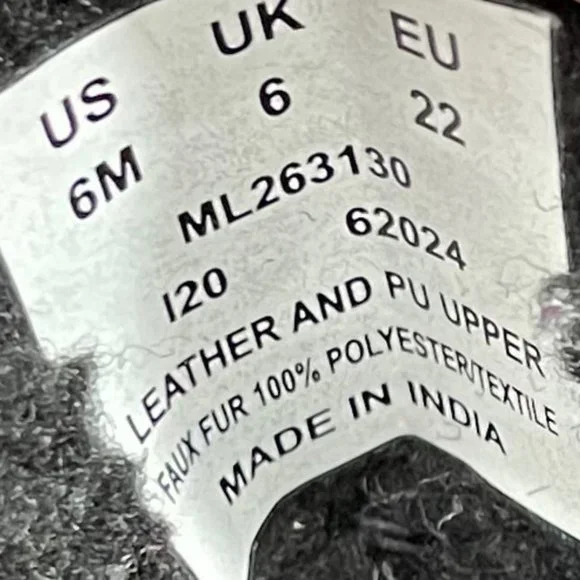 US UK EU
6M 6 22
ML263130
I20 62024
LEATHER AND PU UPPER
FAUX FUR 100% POLYESTER/TEXTILE
MADE IN INDIA